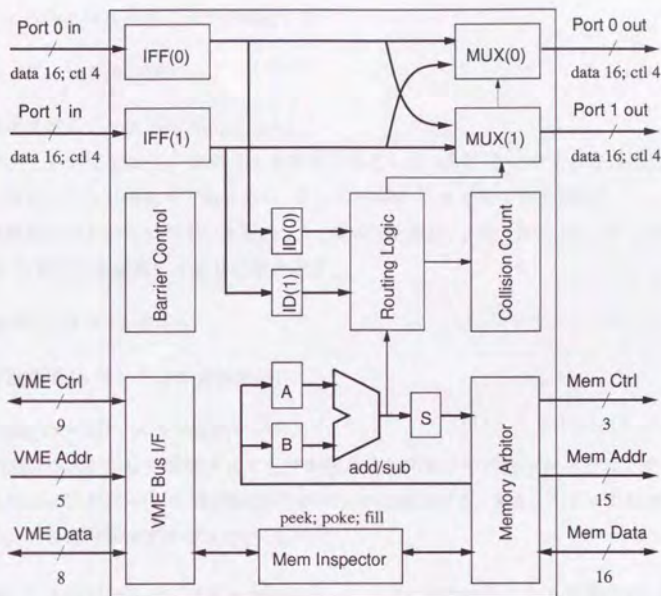 Port 0 in
data 16; ctl 4
Port 1 in
data 16; ctl 4
IFF(0)
IFF(1)
MUX(0)
MUX(1)
Port 0 out
data 16; ctl 4
Port 1 out
data 16; ctl 4
Barrier Control
ID(0)
ID(1)
Routing Logic
Collision Count
VME Ctrl
9
VME Addr
VME Data
8
VME Bus I/F
A
B
S
add/sub
peek; poke; fill
Mem Inspector
Memory Arbitor
Mem Ctrl
3
Mem Addr
15
Mem Data
16